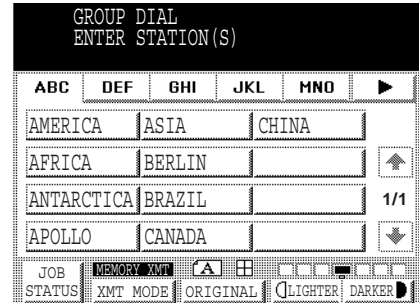 GROUP DIAL
ENTER STATION(S)
ABC DEF GHI JKL MNO
AMERICA ASIA CHINA
AFRICA BERLIN
ANTARCTICA BRAZIL 1/1
APOLLO CANADA
JOB STATUS MEMORY XMT A
XMT MODE ORIGINAL LIGHTER DARKER